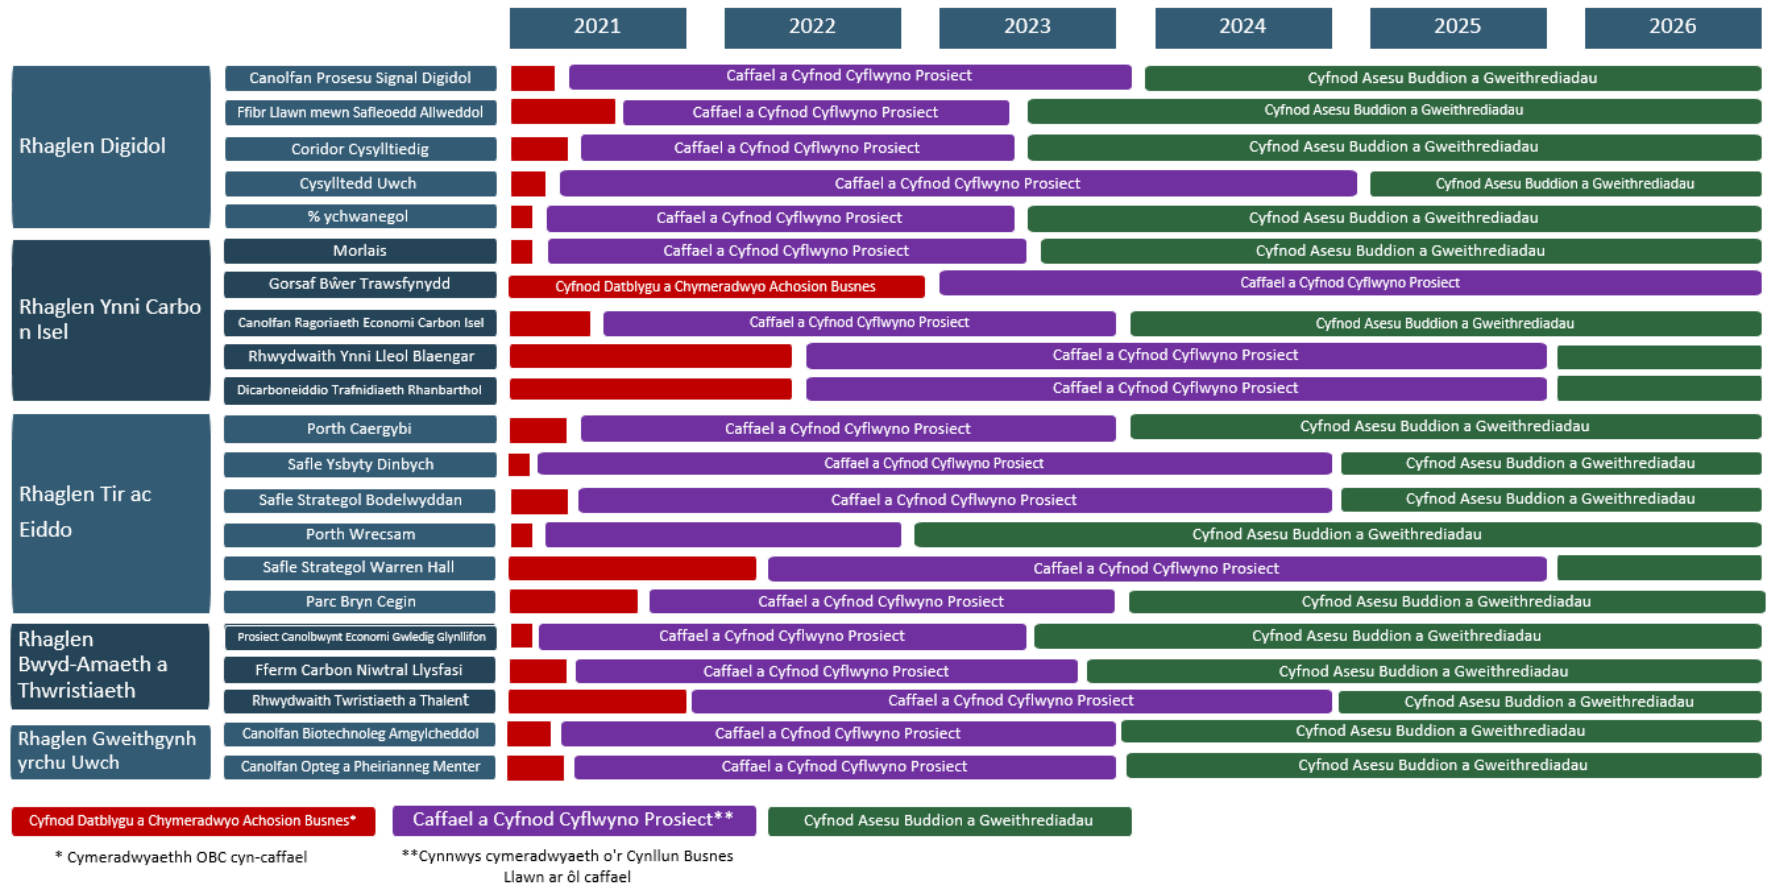 2021 2022 2023 2024 2025 2026
Rhaglen Digidol
Canolfan Prosesu Signal Digidol Caffael a Cyfnod Cyflwyno Prosiect Cyfnod Asesu Buddion a Gweithrediadau
Ffibr Llawn mewn Safleoedd Allweddol Caffael a Cyfnod Cyflwyno Prosiect Cyfnod Asesu Buddion a Gweithrediadau
Coridor Cysylltiedig Caffael a Cyfnod Cyflwyno Prosiect Cyfnod Asesu Buddion a Gweithrediadau
Cysylltedd Uwch Caffael a Cyfnod Cyflwyno Prosiect Cyfnod Asesu Buddion a Gweithrediadau
% ychwanegol Caffael a Cyfnod Cyflwyno Prosiect Cyfnod Asesu Buddion a Gweithrediadau
Rhaglen Ynni Carbo
n Isel
Morlais Caffael a Cyfnod Cyflwyno Prosiect Cyfnod Asesu Buddion a Gweithrediadau
Gorsaf Bŵer Trawsfynydd Cyfnod Datblygu a Chymeradwyo Achosion Busnes Caffael a Cyfnod Cyflwyno Prosiect
Canolfan Ragoriaeth Economi Carbon Isel Caffael a Cyfnod Cyflwyno Prosiect Cyfnod Asesu Buddion a Gweithrediadau
Rhwydwaith Ynni Lleol Blaengar Caffael a Cyfnod Cyflwyno Prosiect
Dicarboneiddio Trafnidiaeth Rhanbarthol Caffael a Cyfnod Cyflwyno Prosiect
Rhaglen Tir ac
Eiddo
Porth Caergybi Caffael a Cyfnod Cyflwyno Prosiect Cyfnod Asesu Buddion a Gweithrediadau
Safle Ysbyty Dinbych Caffael a Cyfnod Cyflwyno Prosiect Cyfnod Asesu Buddion a Gweithrediadau
Safle Strategol Bodelwyddan Caffael a Cyfnod Cyflwyno Prosiect Cyfnod Asesu Buddion a Gweithrediadau
Porth Wrecsam Cyfnod Asesu Buddion a Gweithrediadau
Safle Strategol Warren Hall Caffael a Cyfnod Cyflwyno Prosiect
Parc Bryn Cegin Caffael a Cyfnod Cyflwyno Prosiect Cyfnod Asesu Buddion a Gweithrediadau
Rhaglen
Bwyd-Amaeth a
Thwristiaeth
Prosiect Canolbwynt Economi Gwledig Glynllifon Caffael a Cyfnod Cyflwyno Prosiect Cyfnod Asesu Buddion a Gweithrediadau
Fferm Carbon Niwtral Llysfasi Caffael a Cyfnod Cyflwyno Prosiect Cyfnod Asesu Buddion a Gweithrediadau
Rhwydwaith Twristiaeth a Thalent Caffael a Cyfnod Cyflwyno Prosiect Cyfnod Asesu Buddion a Gweithrediadau
Rhaglen Gweithgynh
yrchu Uwch
Canolfan Biotechnoleg Amgylcheddol Caffael a Cyfnod Cyflwyno Prosiect Cyfnod Asesu Buddion a Gweithrediadau
Canolfan Opteg a Pheirianneg Menter Caffael a Cyfnod Cyflwyno Prosiect Cyfnod Asesu Buddion a Gweithrediadau
Cyfnod Datblygu a Chymeradwyo Achosion Busnes* Caffael a Cyfnod Cyflwyno Prosiect** Cyfnod Asesu Buddion a Gweithrediadau
* Cymeradwyaethh OBC cyn-caffael
**Cynnwys cymeradwyaeth o'r Cynllun Busnes
Llawn ar ôl caffael